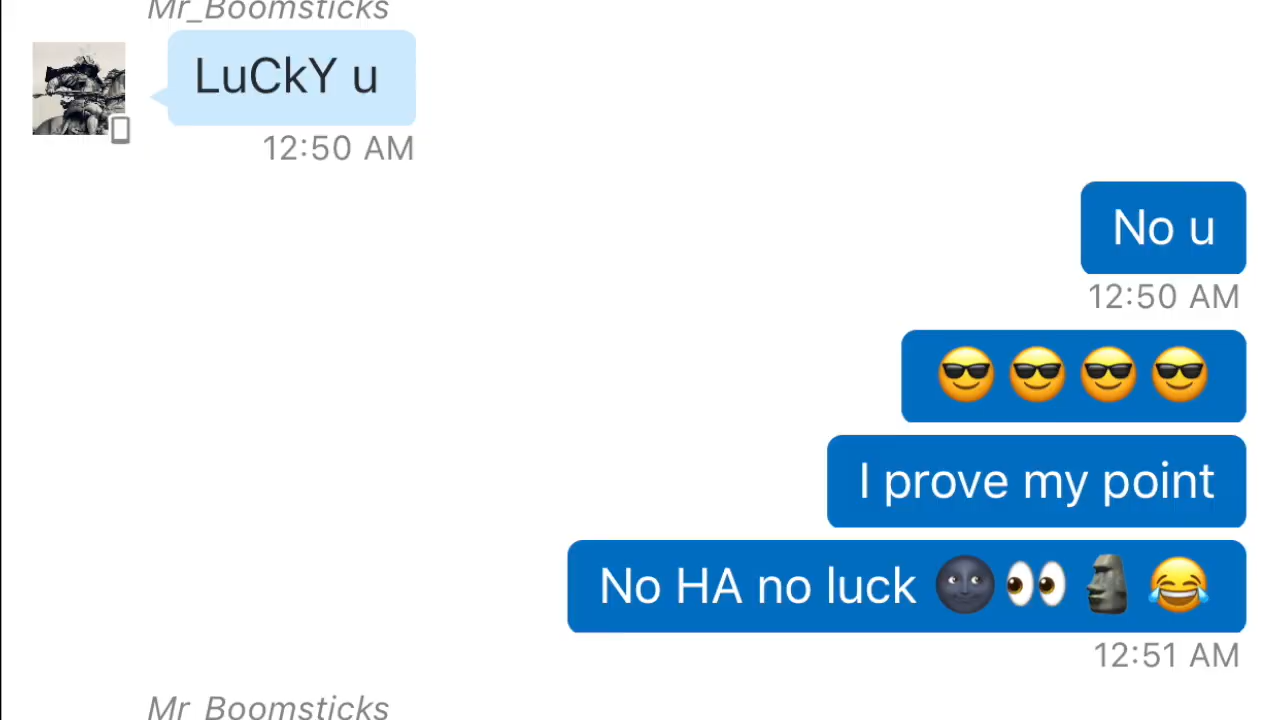 Mr_Boomsticks
LuCkY u
12:50 AM
No u
12:50 AM
😎😎😎😎
I prove my point
No HA no luck 🌚👀🗿😂
12:51 AM
Mr_Boomsticks